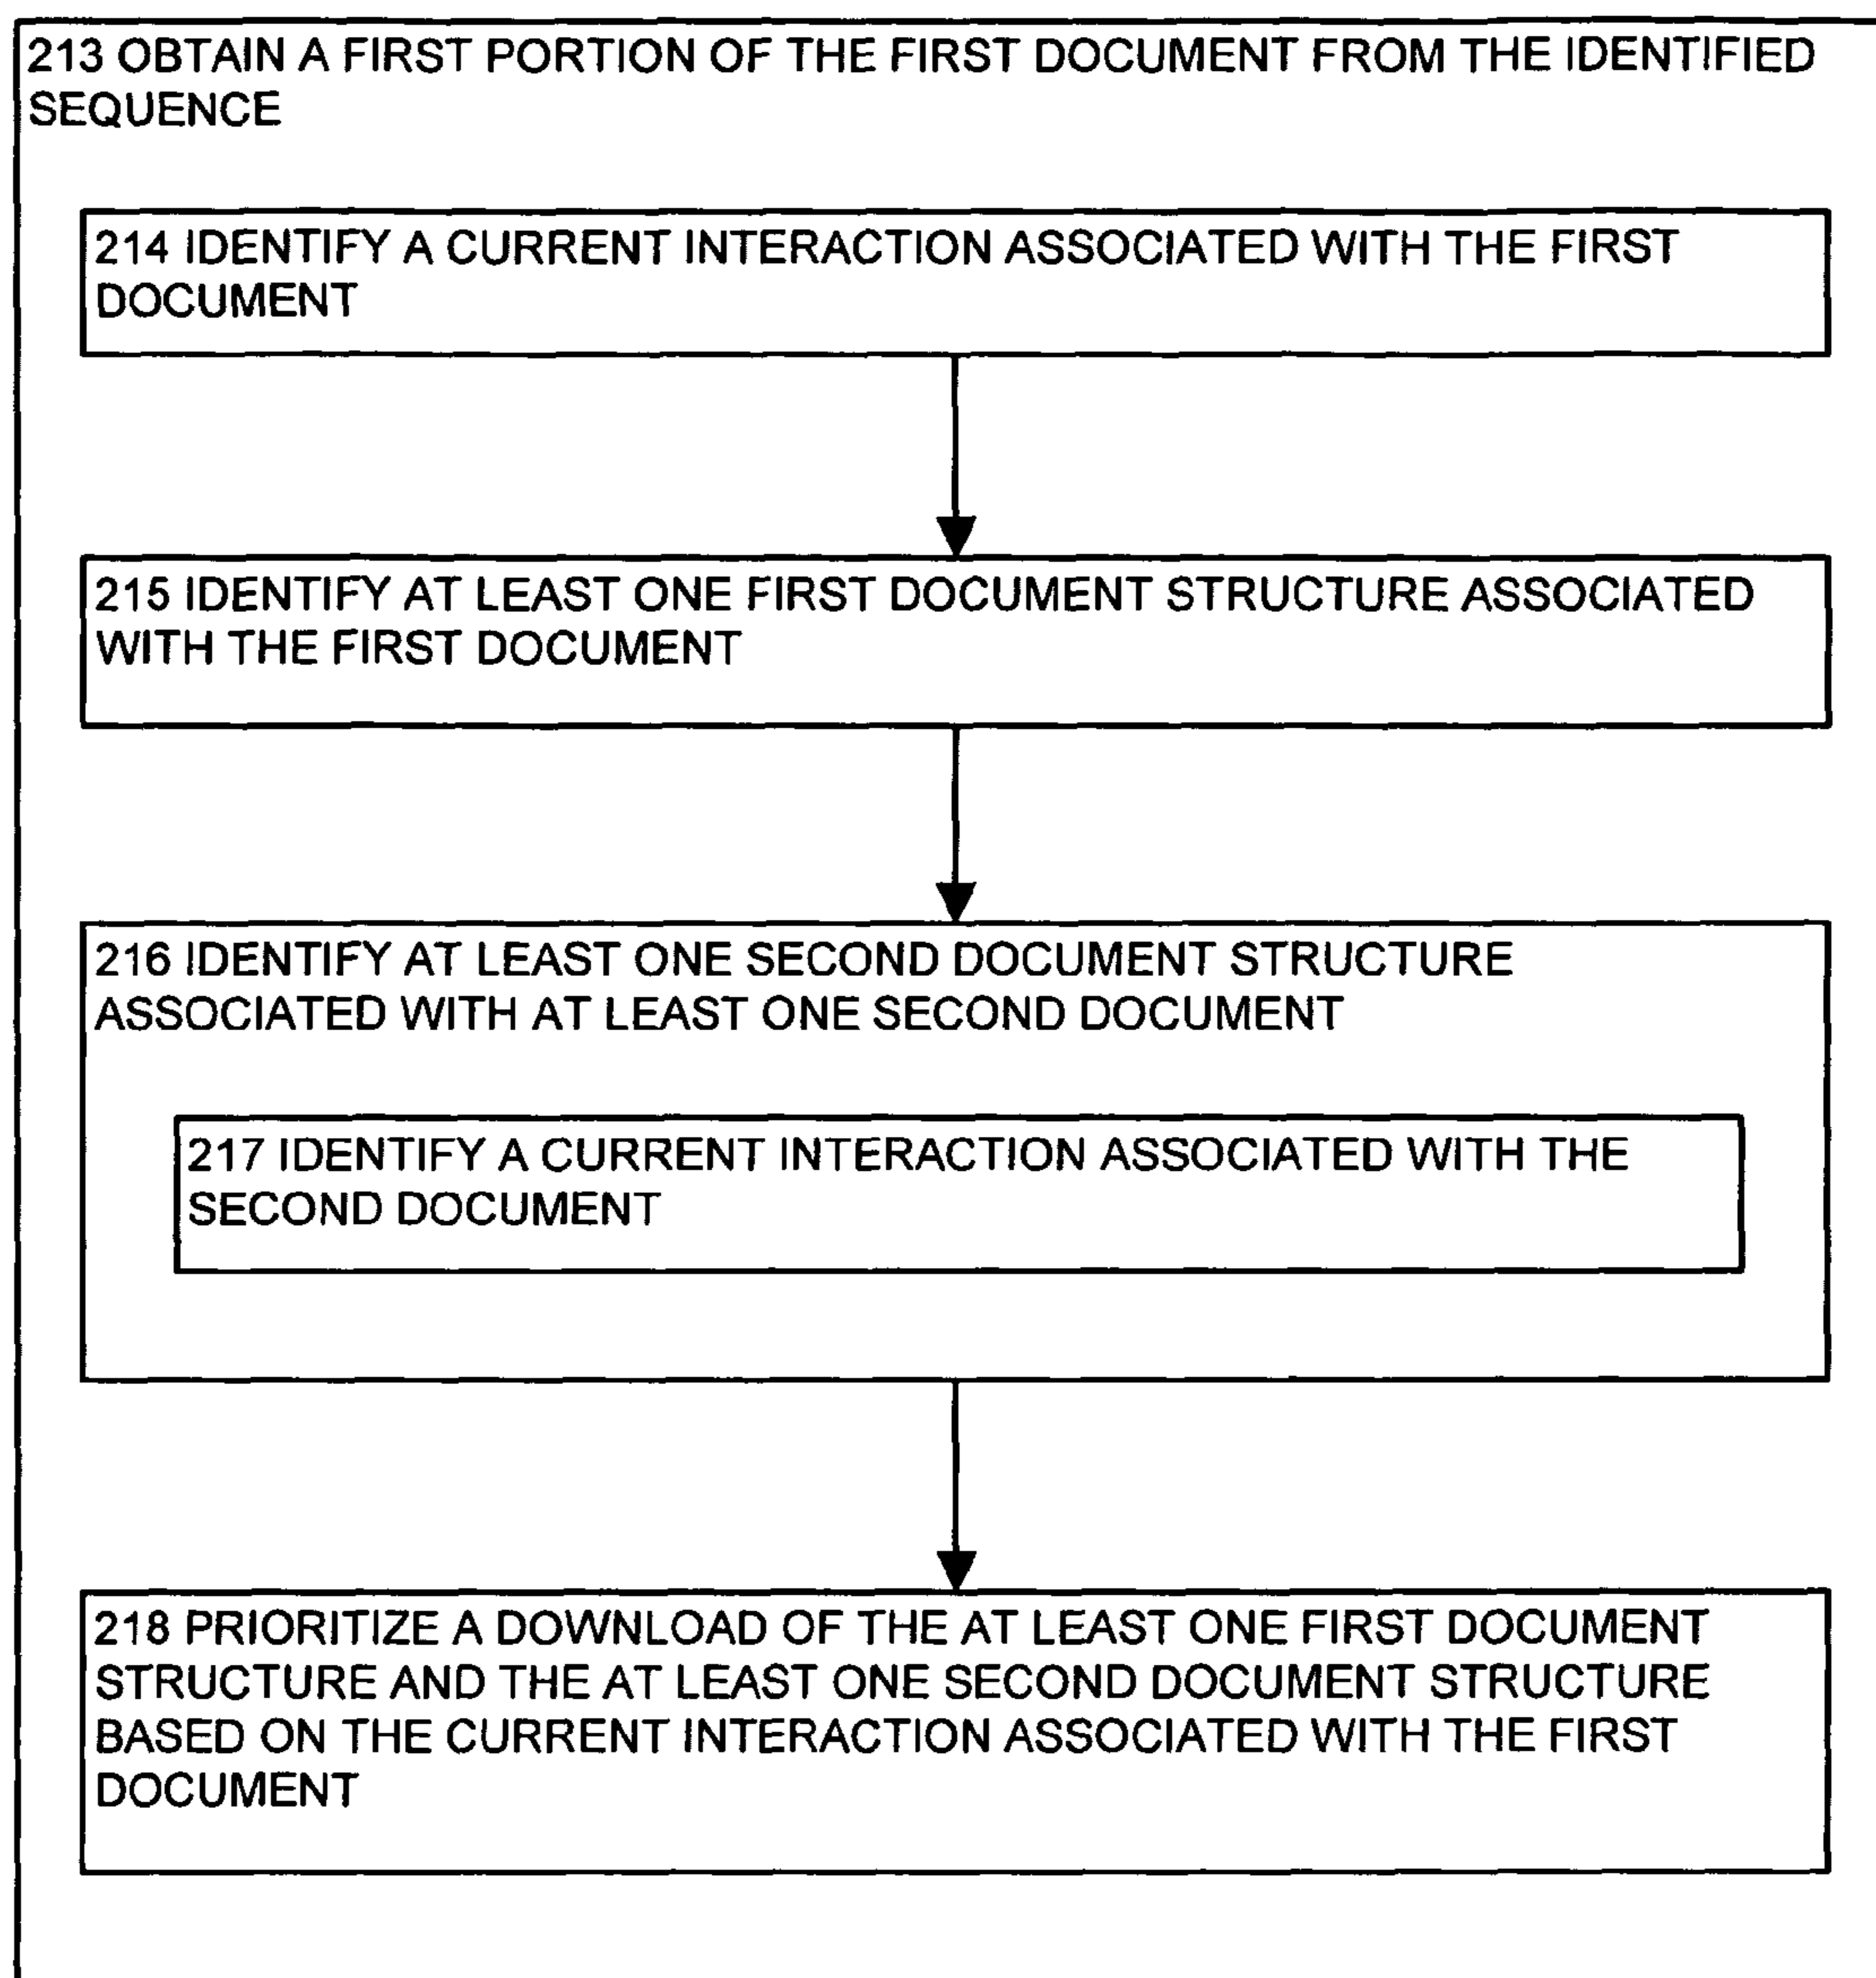 213 OBTAIN A FIRST PORTION OF THE FIRST DOCUMENT FROM THE IDENTIFIED
SEQUENCE
214 IDENTIFY A CURRENT INTERACTION ASSOCIATED WITH THE FIRST
DOCUMENT
215 IDENTIFY AT LEAST ONE FIRST DOCUMENT STRUCTURE ASSOCIATED
WITH THE FIRST DOCUMENT
216 IDENTIFY AT LEAST ONE SECOND DOCUMENT STRUCTURE
ASSOCIATED WITH AT LEAST ONE SECOND DOCUMENT
217 IDENTIFY A CURRENT INTERACTION ASSOCIATED WITH THE
SECOND DOCUMENT
218 PRIORITIZE A DOWNLOAD OF THE AT LEAST ONE FIRST DOCUMENT
STRUCTURE AND THE AT LEAST ONE SECOND DOCUMENT STRUCTURE
BASED ON THE CURRENT INTERACTION ASSOCIATED WITH THE FIRST
DOCUMENT